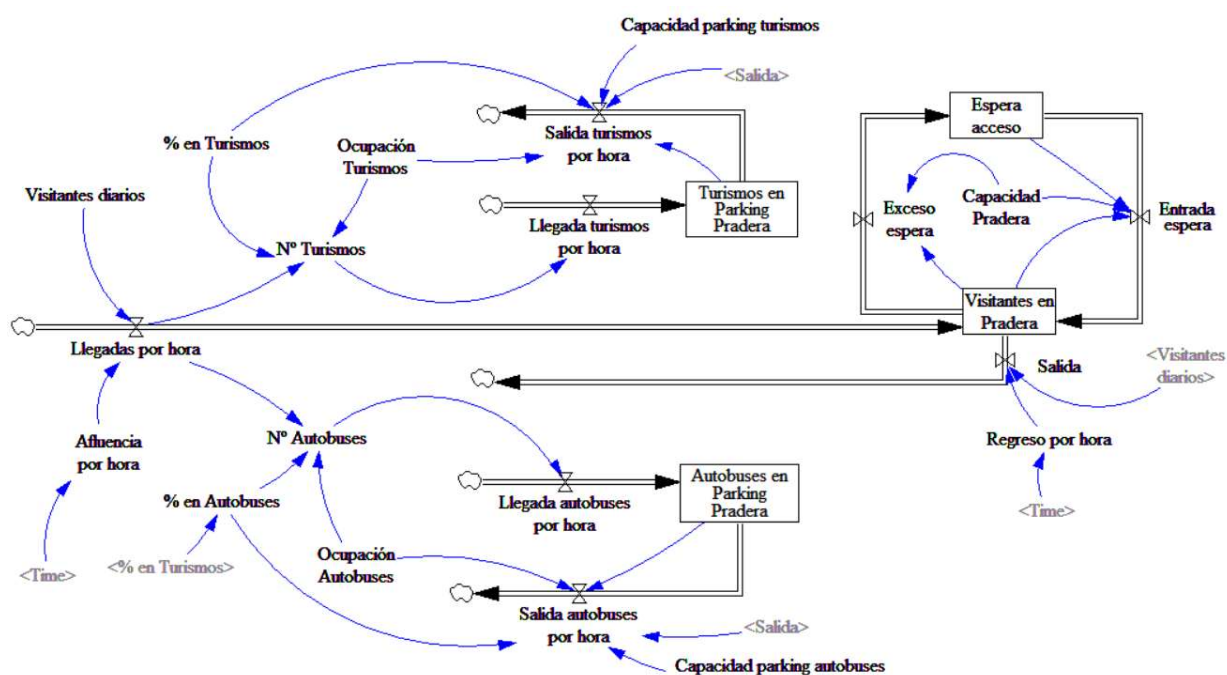 Capacidad parking turismos
<Salida>
% en Turismos
Ocupación
Turismos
Salida turismos
por hora
Espera
acceso
Visitantes diarios
Turismos en
Parking
Pradera
Llegada turismos
por hora
Exceso
espera
Capacidad
Pradera
Entrada
espera
Nº Turismos
Visitantes en
Pradera
Llegadas por hora
Salida
<Visitantes
diarios>
Afluencia
por hora
Nº Autobuses
Regreso por hora
% en Autobuses
Llegada autobuses
por hora
Autobuses en
Parking
Pradera
<Time>
<Time>
<% en Turismos>
Ocupación
Autobuses
Salida autobuses
por hora
<Salida>
Capacidad parking autobuses